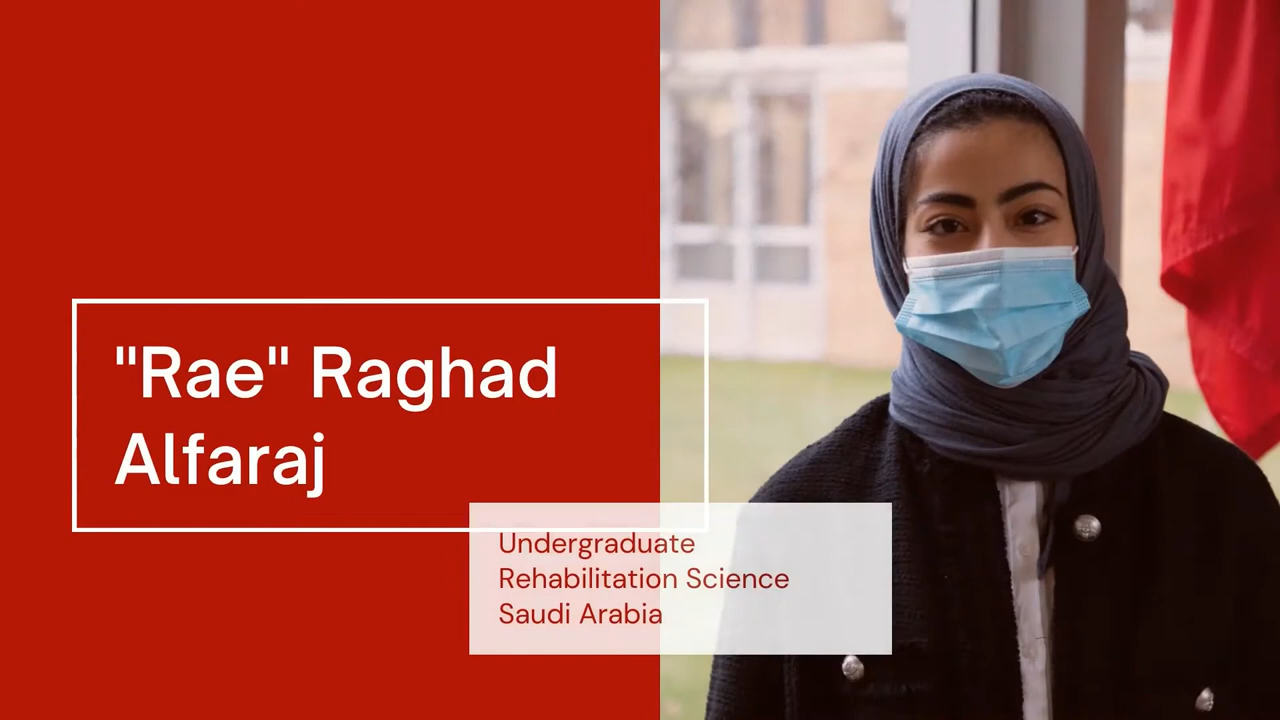 "Rae" Raghad
Alfaraj
Undergraduate
Rehabilitation Science
Saudi Arabia